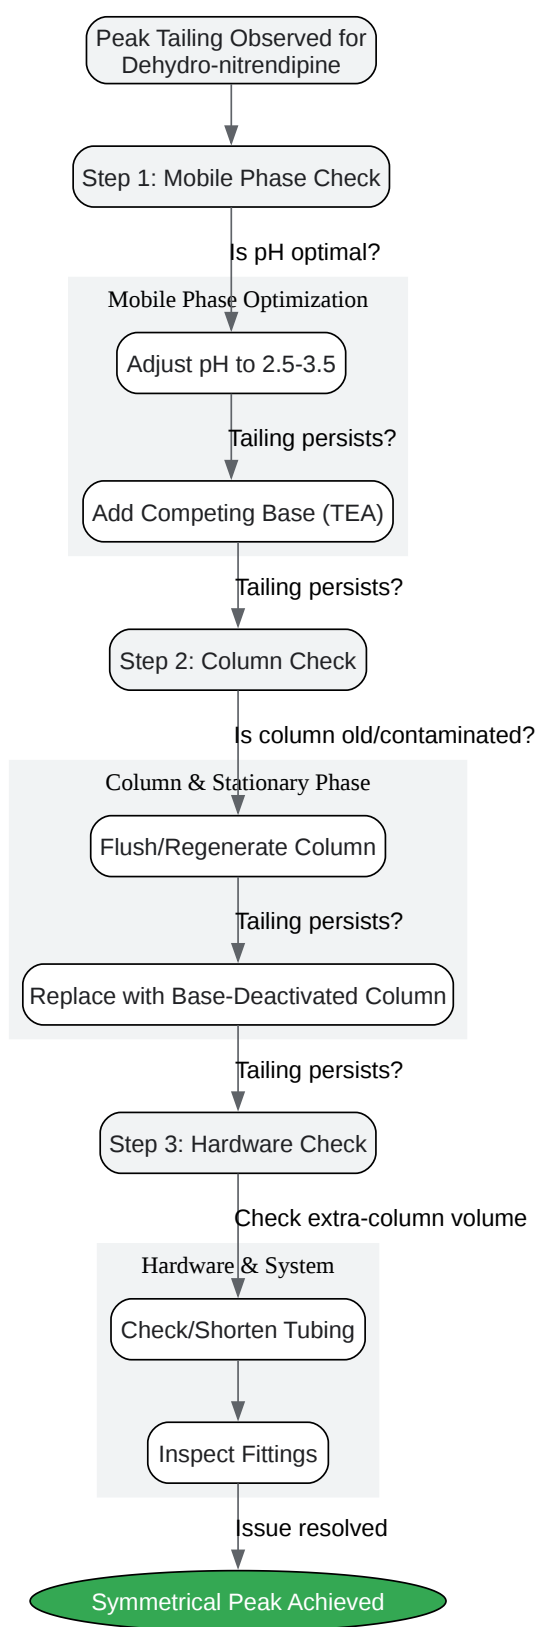 Peak Tailing Observed for
Dehydro-nitrendipine
Step 1: Mobile Phase Check
Is pH optimal?
Mobile Phase Optimization
Adjust pH to 2.5-3.5
Tailing persists?
Add Competing Base (TEA)
Tailing persists?
Step 2: Column Check
Is column old/contaminated?
Column & Stationary Phase
Flush/Regenerate Column
Tailing persists?
Replace with Base-Deactivated Column
Tailing persists?
Step 3: Hardware Check
Check extra-column volume
Hardware & System
Check/Shorten Tubing
Inspect Fittings
Issue resolved
Symmetrical Peak Achieved